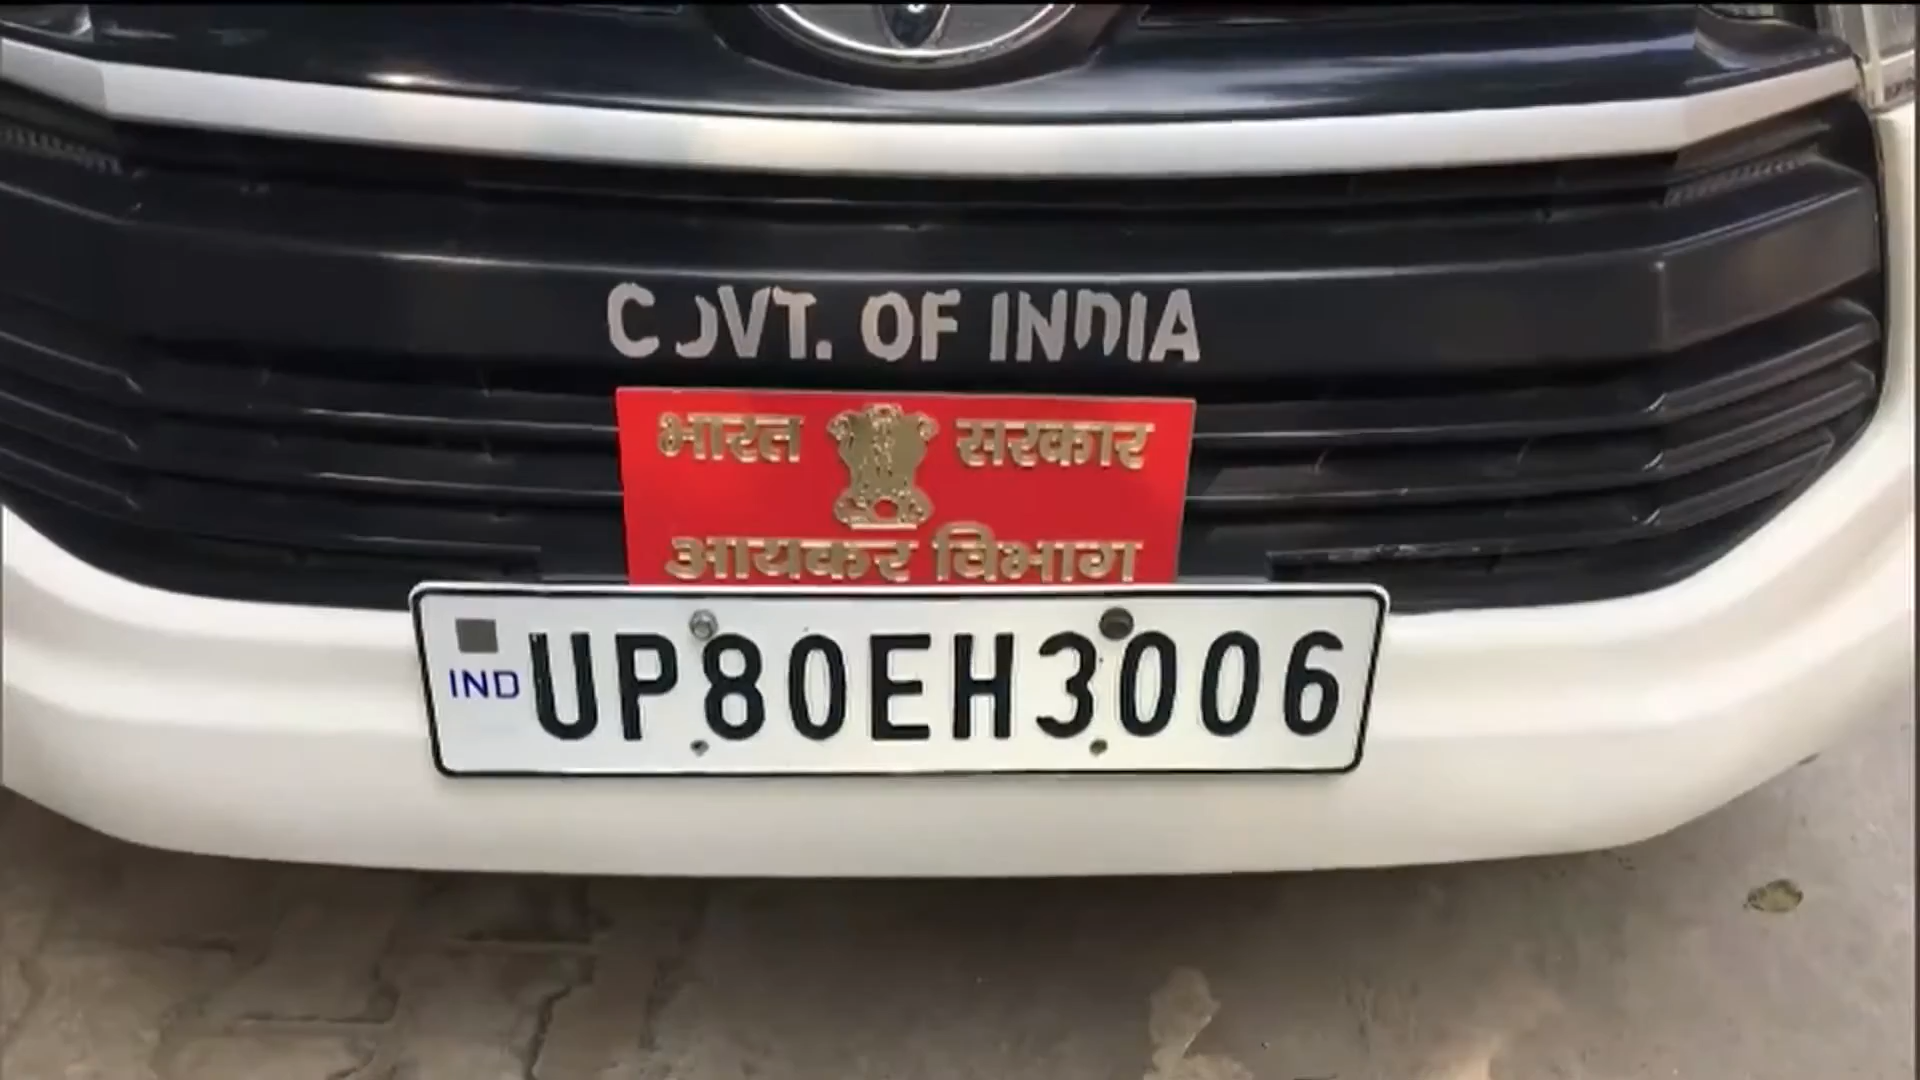 GOVT. OF INDIA
भारत सरकार
आयकर विभाग
IND UP80EH3006